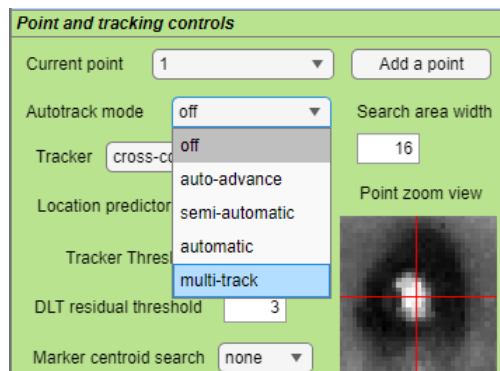 Point and tracking controls
Current point 1 Add a point
Autotrack mode off Search area width
off 16
Tracker
auto-advance
Point zoom view
Location predictor semi-automatic
automatic
Tracker
multi-track
DLT residual threshold 3
Marker centroid search none